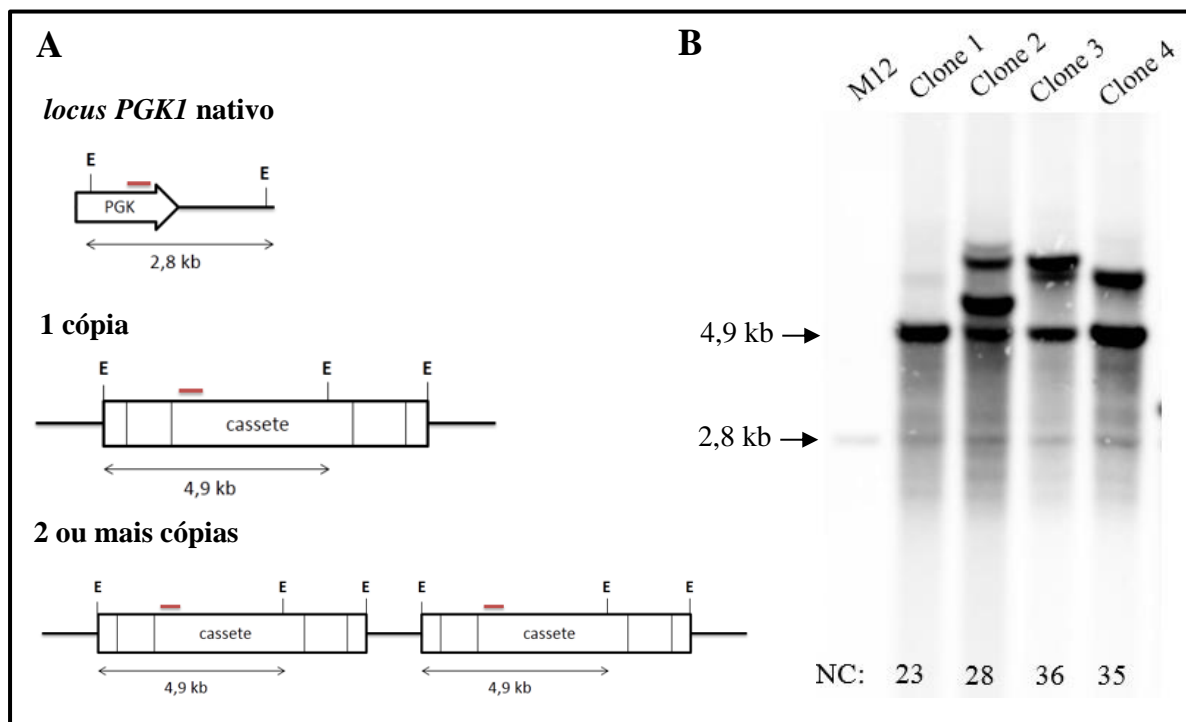 A
locus PGK1 nativo
E
E
PGK
2,8 kb
1 cópia
E
E
E
cassete
4,9 kb
2 ou mais cópias
E
E
E
E
E
E
cassete
cassete
4,9 kb
4,9 kb
B
M12
Clone 1
Clone 2
Clone 3
Clone 4
4,9 kb
2,8 kb
NC: 23 28 36 35